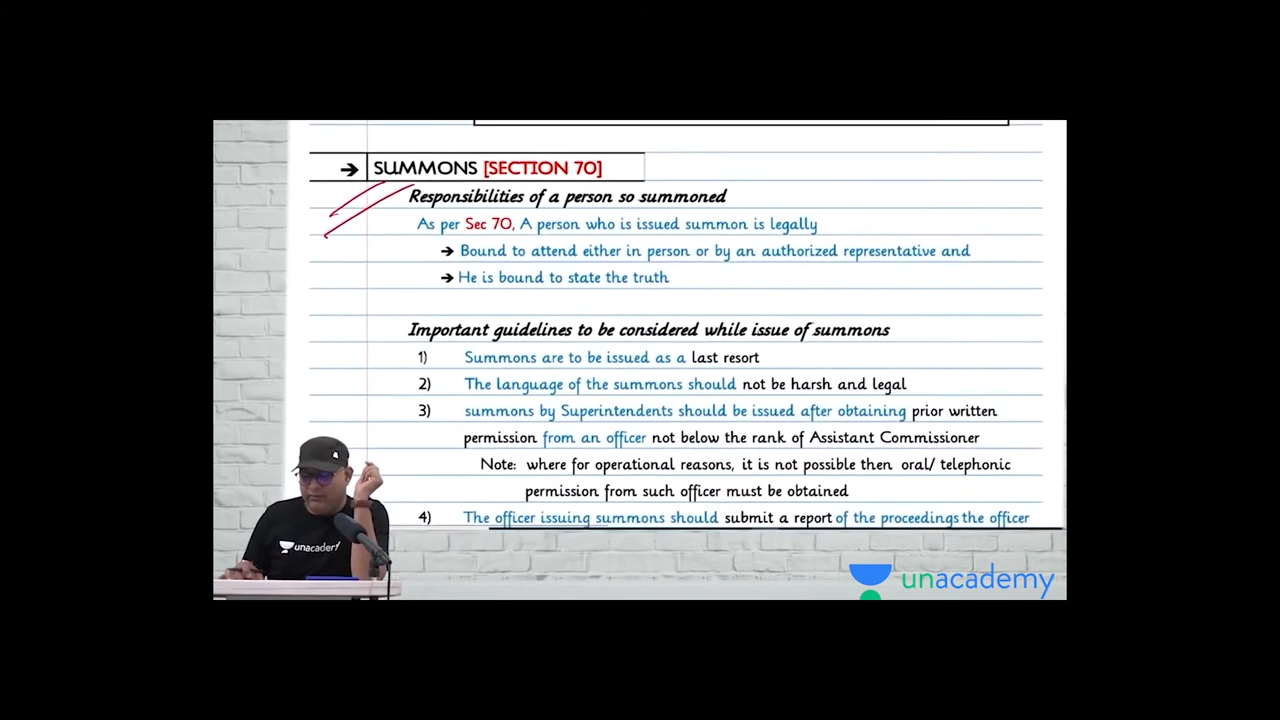 ➔ SUMMONS [SECTION 70]
Responsibilities of a person so summoned
As per Sec 70, A person who is issued summon is legally
➔ Bound to attend either in person or by an authorized representative and
➔ He is bound to state the truth
Important guidelines to be considered while issue of summons
1) Summons are to be issued as a last resort
2) The language of the summons should not be harsh and legal
3) summons by Superintendents should be issued after obtaining prior written
permission from an officer not below the rank of Assistant Commissioner
Note: where for operational reasons, it is not possible then oral/ telephonic
permission from such officer must be obtained
4) The officer issuing summons should submit a report of the proceedings the officer
unacademy
unacademy